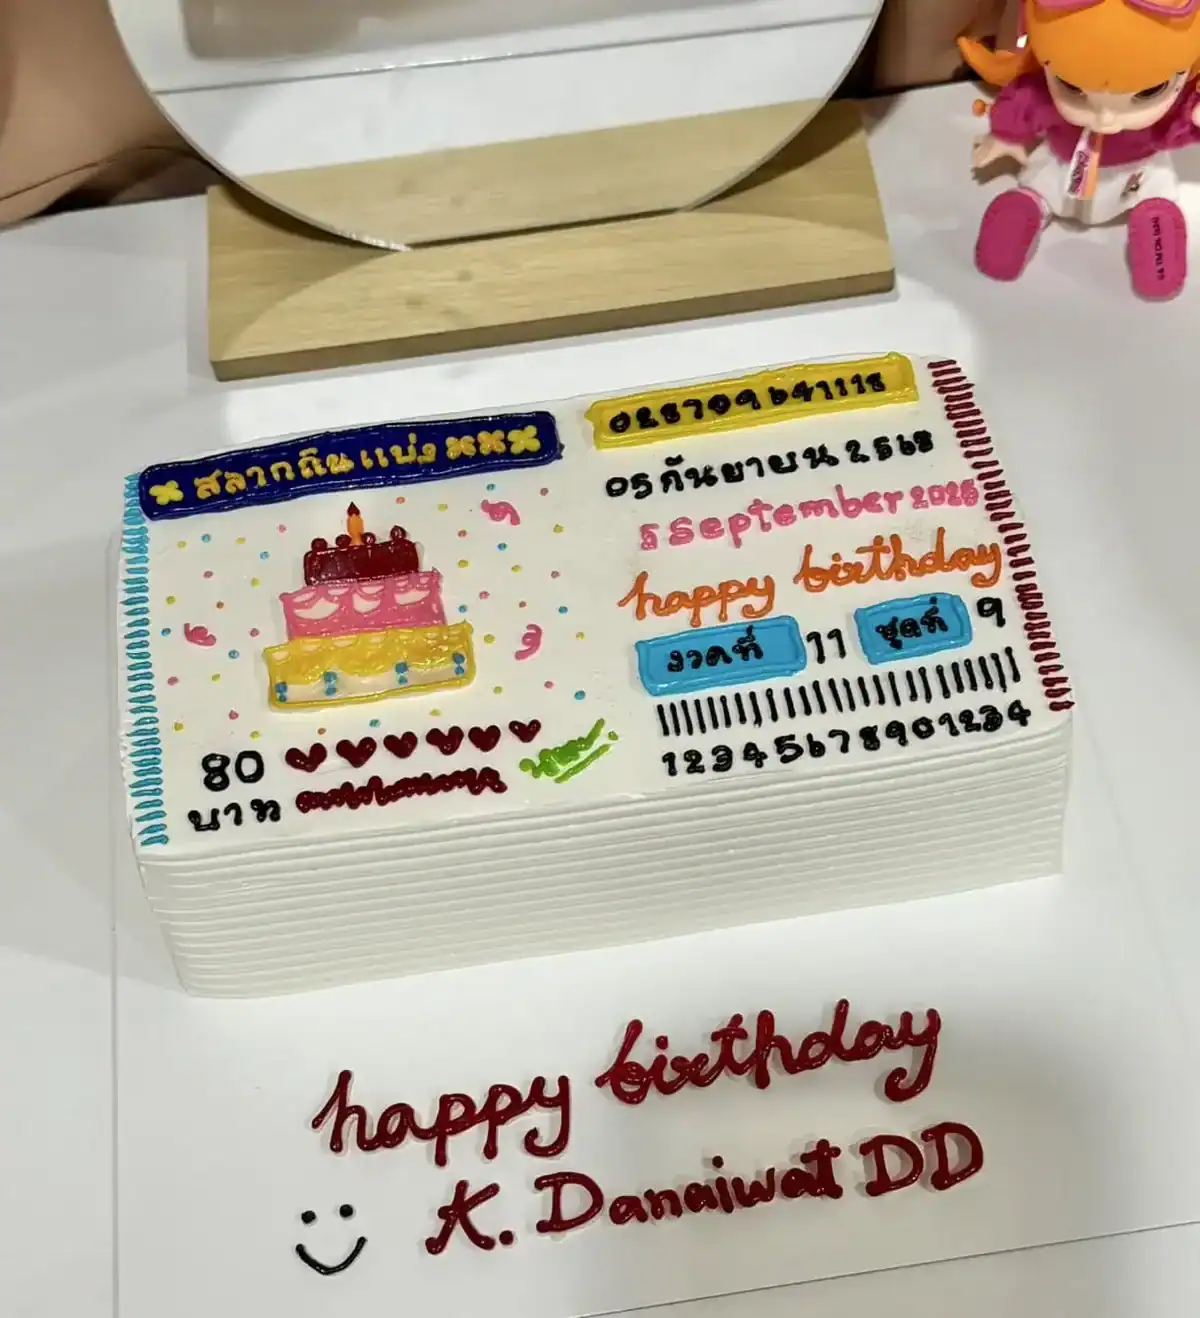 สลากกินแบ่ง
028709641118
05 กันยายน 2568
5 September 2025
happy birthday
งวดที่ 11 ชุดที่ 9
12345678901234
80
บาท
happy birthday
K. Danaiwat DD